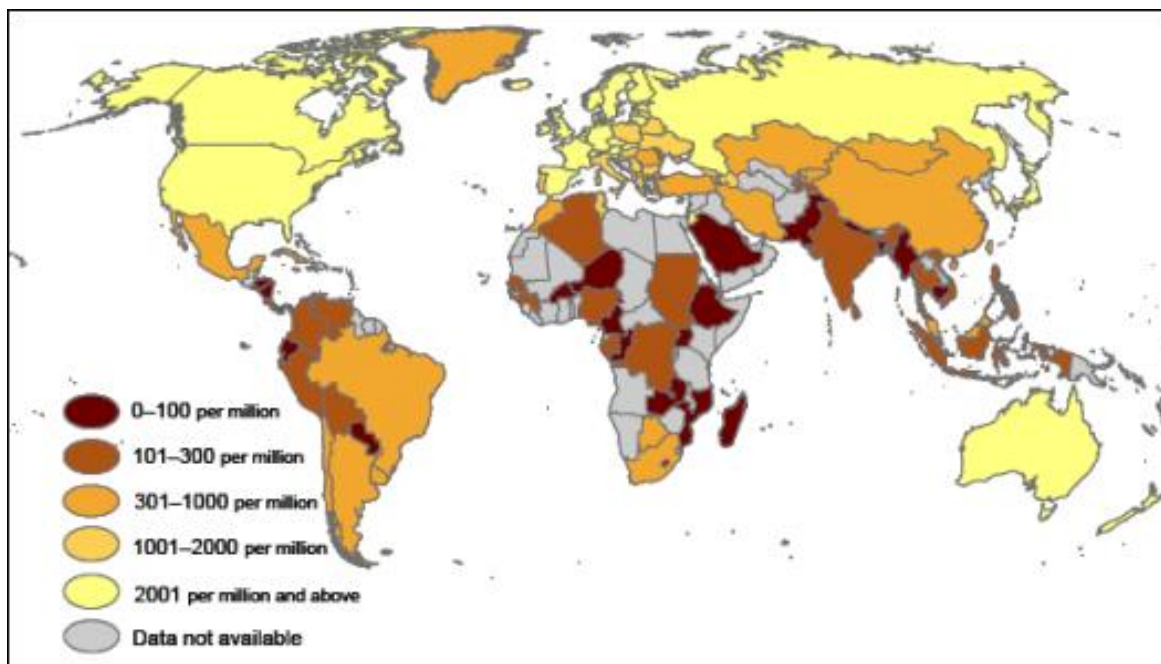 0–100 per million
101–300 per million
301–1000 per million
1001–2000 per million
2001 per million and above
Data not available